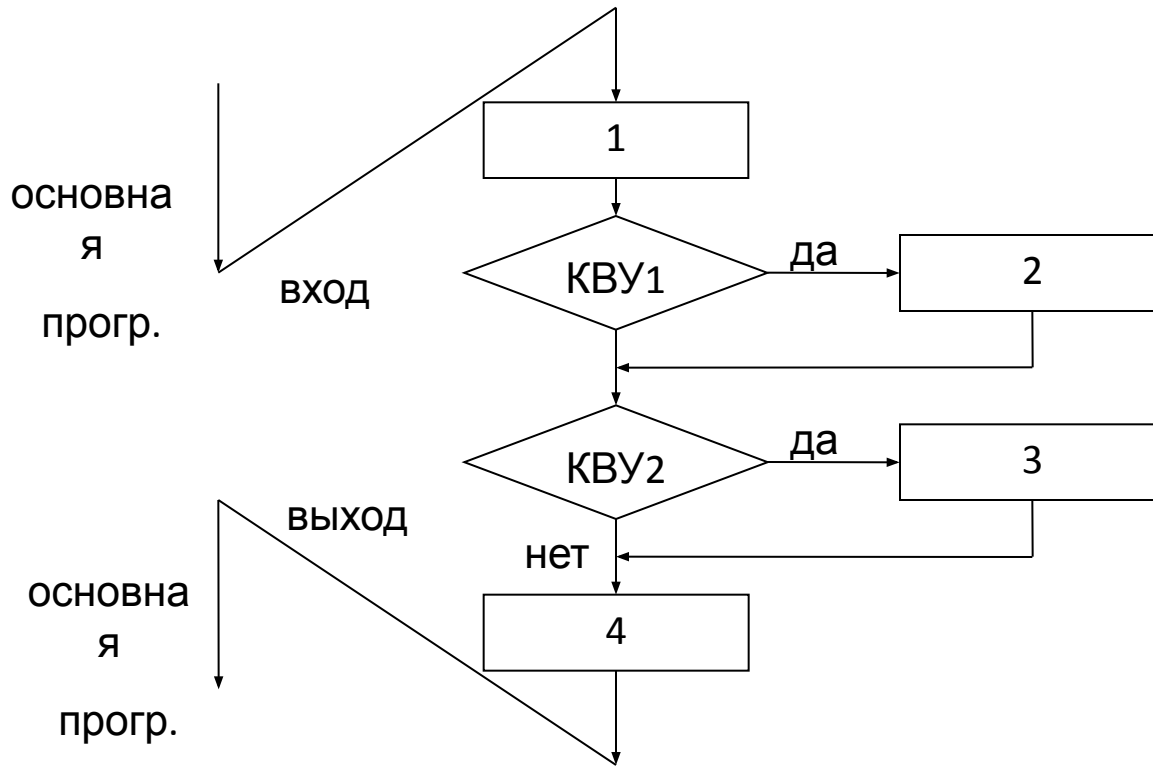 1
основна
я
прогр.
вход
КВУ1
да
2
КВУ2
да
3
выход
нет
основна
я
прогр.
4